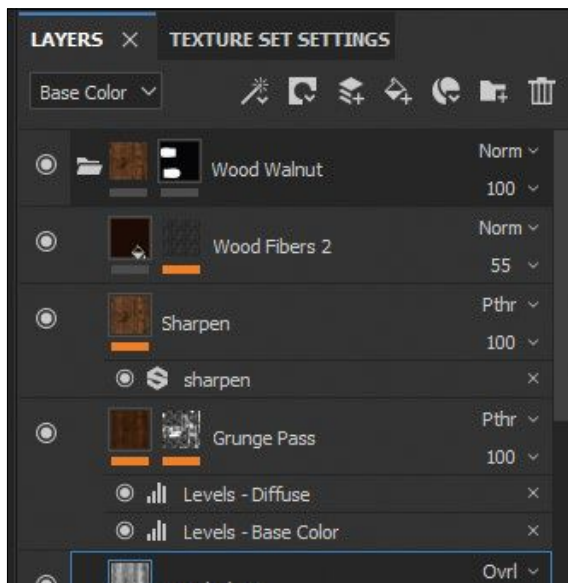 LAYERS × TEXTURE SET SETTINGS
Base Color
Wood Walnut Norm
100
Wood Fibers 2 Norm
55
Sharpen Pthr
100
sharpen
Grunge Pass Pthr
100
Levels - Diffuse
Levels - Base Color
Ovrl